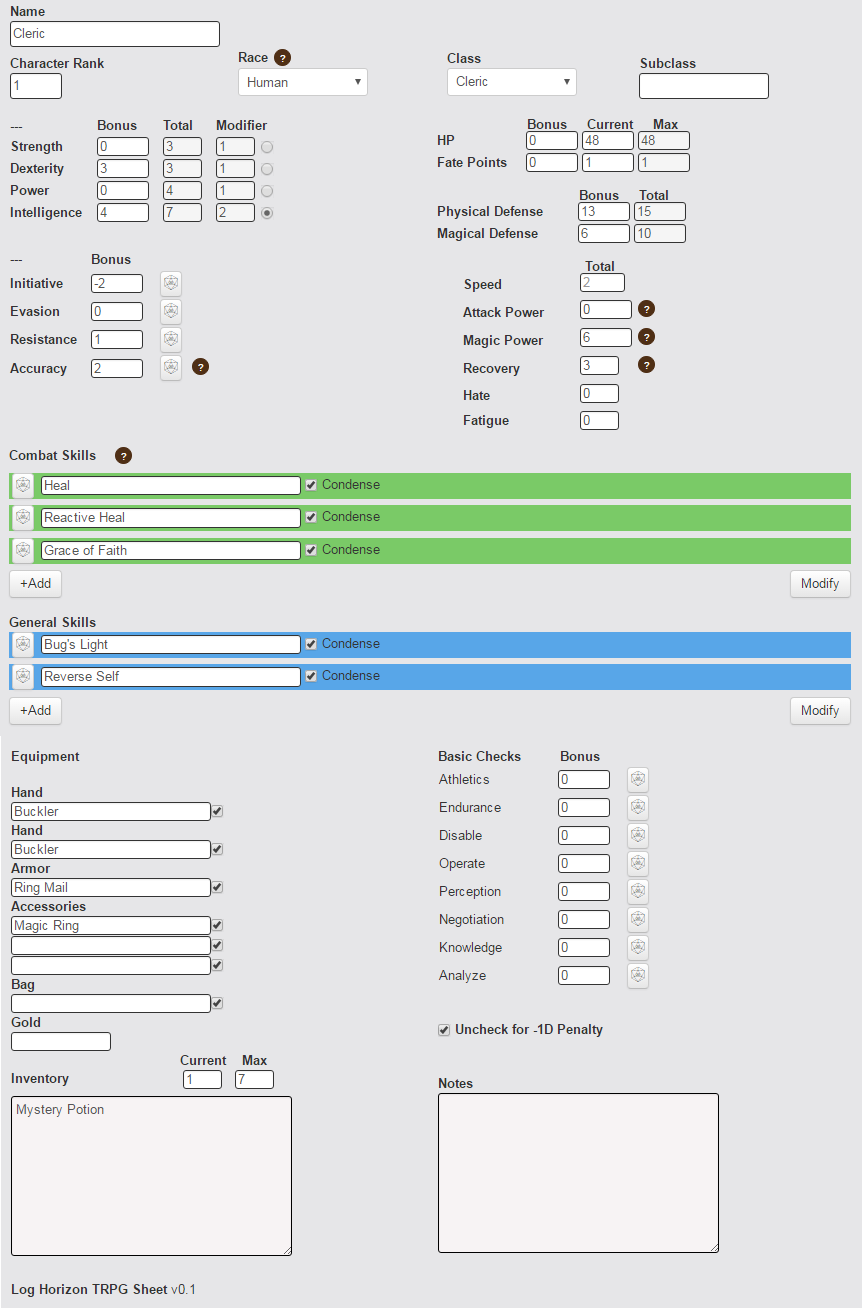 Name
Cleric
Character Rank Race ? Class Subclass
1 Human ▼ Cleric ▼
--- Bonus Total Modifier
Strength 0 3 1
Dexterity 3 3 1
Power 0 4 1
Intelligence 4 7 2
Bonus Current Max
HP 0 48 48
Fate Points 0 1 1
Bonus Total
Physical Defense 13 15
Magical Defense 6 10
--- Bonus
Initiative -2
Evasion 0
Resistance 1
Accuracy 2 ?
Total
Speed 2
Attack Power 0 ?
Magic Power 6 ?
Recovery 3 ?
Hate 0
Fatigue 0
Combat Skills ?
Heal Condense
Reactive Heal Condense
Grace of Faith Condense
+Add Modify
General Skills
Bug's Light Condense
Reverse Self Condense
+Add Modify
Equipment
Hand
Buckler
Hand
Buckler
Armor
Ring Mail
Accessories
Magic Ring
Bag
Gold
Current Max
Inventory 1 7
Mystery Potion
Basic Checks Bonus
Athletics 0
Endurance 0
Disable 0
Operate 0
Perception 0
Negotiation 0
Knowledge 0
Analyze 0
Uncheck for -1D Penalty
Notes
Log Horizon TRPG Sheet v0.1